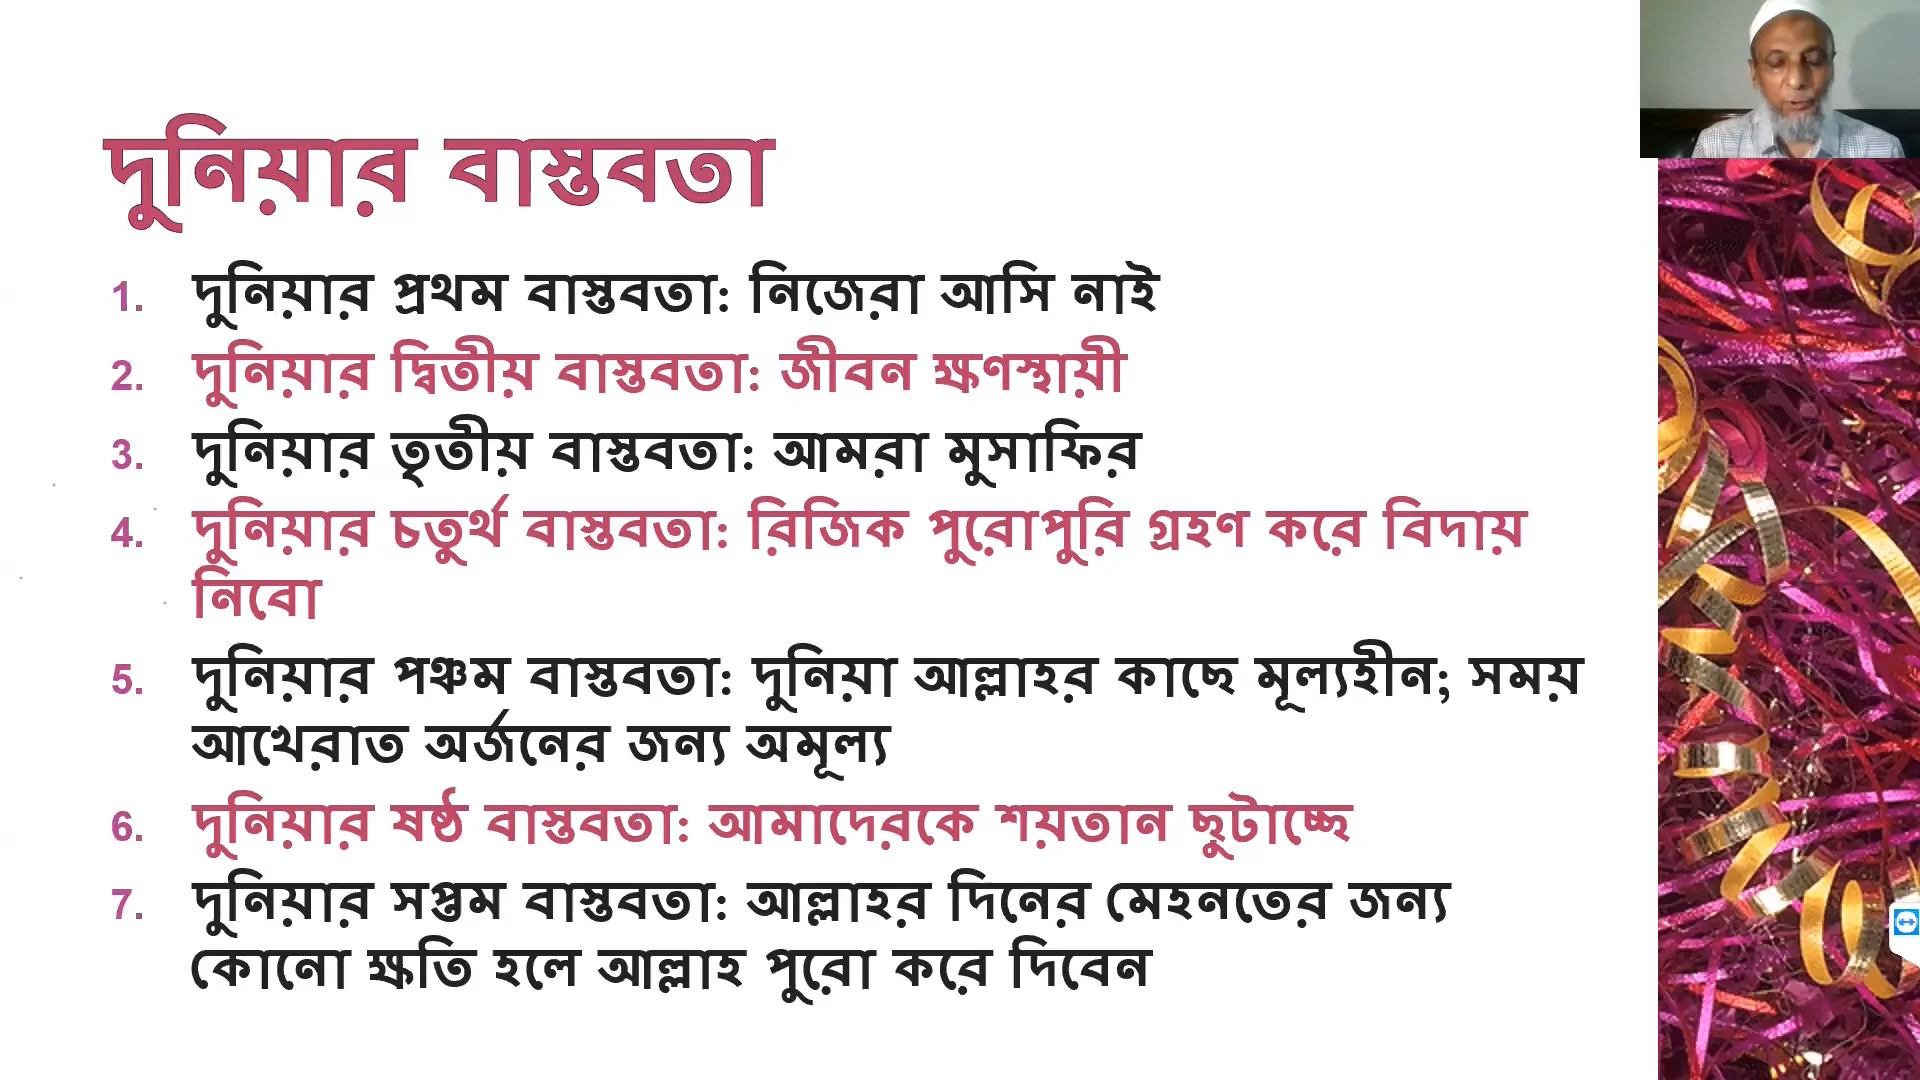 দুনিয়ার বাস্তবতা
1. দুনিয়ার প্রথম বাস্তবতা: নিজেরা আসি নাই
2. দুনিয়ার দ্বিতীয় বাস্তবতা: জীবন ক্ষণস্থায়ী
3. দুনিয়ার তৃতীয় বাস্তবতা: আমরা মুসাফির
4. দুনিয়ার চতুর্থ বাস্তবতা: রিজিক পুরোপুরি গ্রহণ করে বিদায়
নিবো
5. দুনিয়ার পঞ্চম বাস্তবতা: দুনিয়া আল্লাহর কাছে মূল্যহীন; সময়
আখেরাত অর্জনের জন্য অমূল্য
6. দুনিয়ার ষষ্ঠ বাস্তবতা: আমাদেরকে শয়তান ছুটাচ্ছে
7. দুনিয়ার সপ্তম বাস্তবতা: আল্লাহর দিনের মেহনতের জন্য
কোনো ক্ষতি হলে আল্লাহ পুরো করে দিবেন